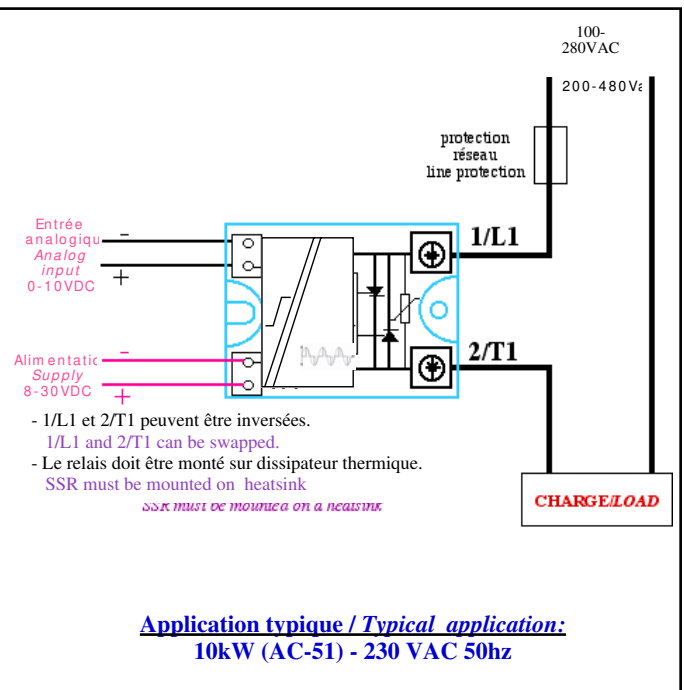 100-
280VAC
200-480Va
protection
réseau
line protection
Entrée
analogiqu
Analog
input
0-10VDC
−
+
1/L1
2/T1
Alimentatic
Supply
8-30VDC
−
+
- 1/L1 et 2/T1 peuvent être inversées.
1/L1 and 2/T1 can be swapped.
- Le relais doit être monté sur dissipateur thermique.
SSR must be mounted on heatsink
SSR must be mounted on a heatsink
CHARGE/LOAD
Application typique / Typical application:
10kW (AC-51) - 230 VAC 50hz